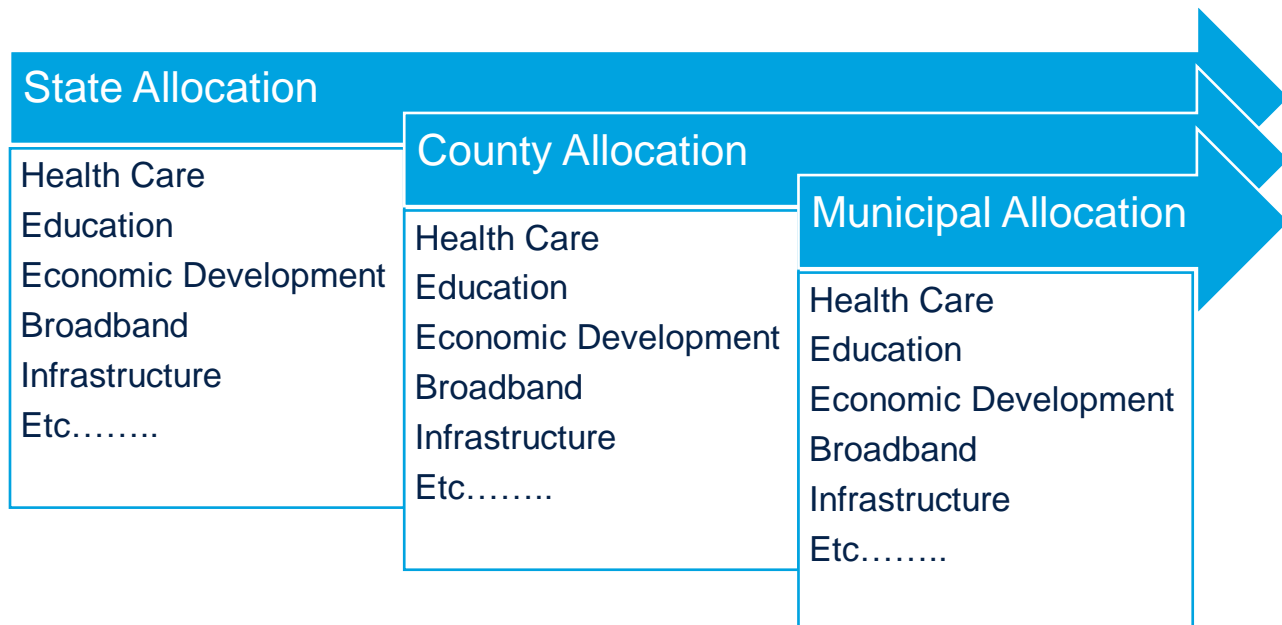 State Allocation
Health Care
Education
Economic Development
Broadband
Infrastructure
Etc……..
County Allocation
Health Care
Education
Economic Development
Broadband
Infrastructure
Etc……..
Municipal Allocation
Health Care
Education
Economic Development
Broadband
Infrastructure
Etc……..